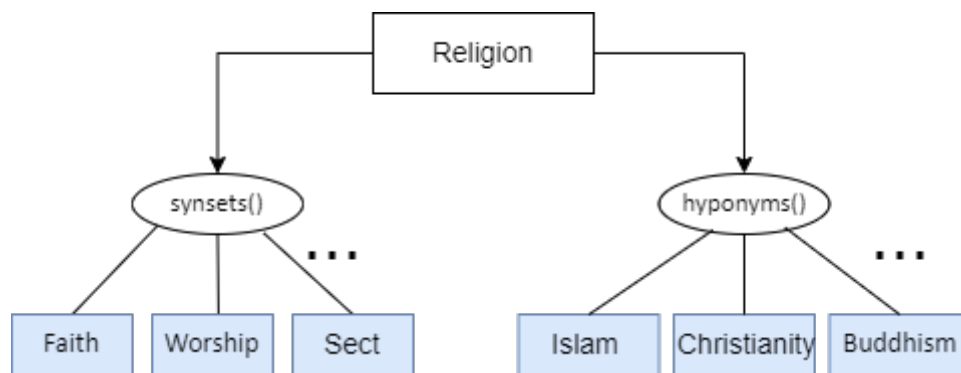 Religion
synsets()
hyponyms()
...
...
Faith
Worship
Sect
Islam
Christianity
Buddhism